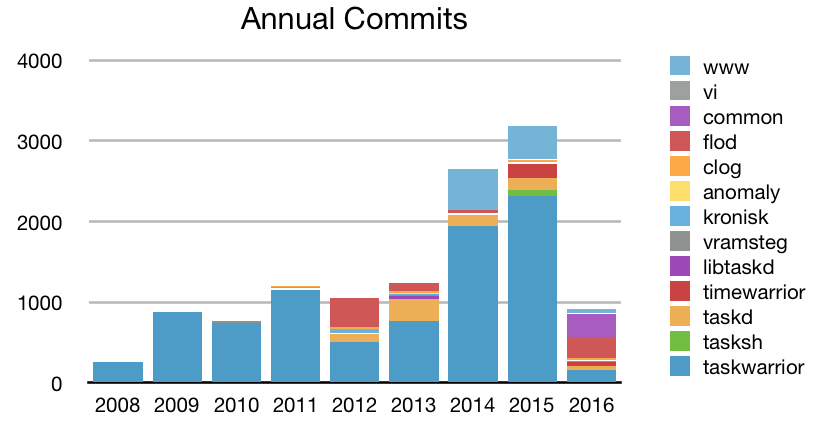 Annual Commits
4000
3000
2000
1000
0
2008 2009 2010 2011 2012 2013 2014 2015 2016
www
vi
common
flod
clog
anomaly
kronisk
vramsteg
libtaskd
timewarrior
taskd
tasksh
taskwarrior